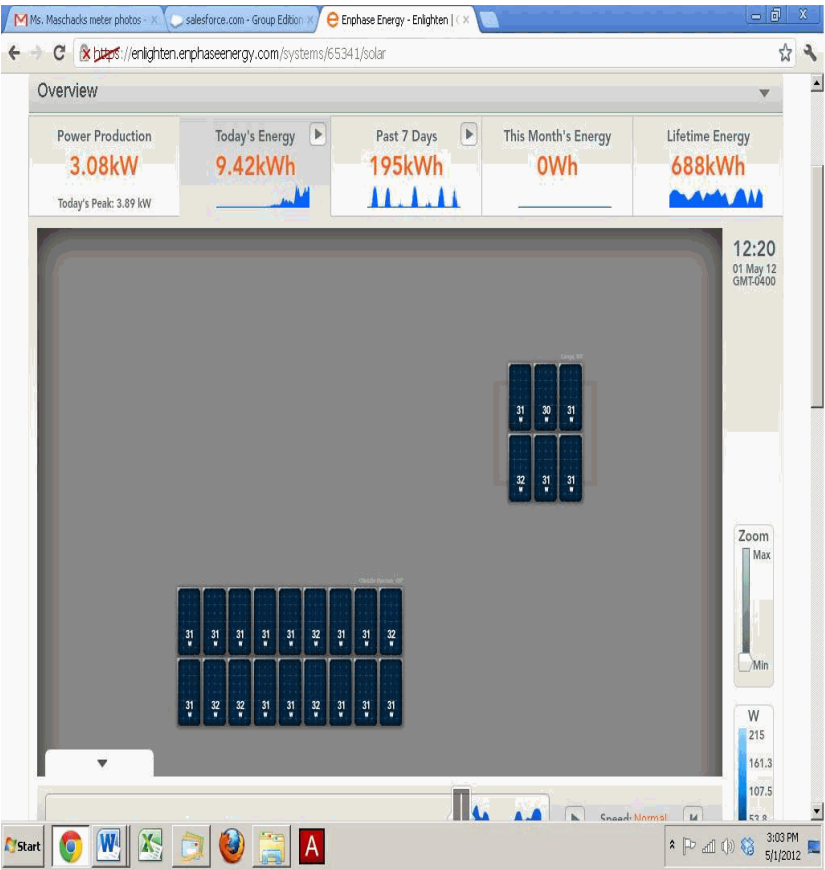 Ms. Maschacks meter photos -
salesforce.com - Group Edition
Enphase Energy - Enlighten |
https://enlighten.enphaseenergy.com/systems/65341/solar
Overview
Power Production
3.08kW
Today's Peak: 3.89 kW
Today's Energy
9.42kWh
Past 7 Days
195kWh
This Month's Energy
0Wh
Lifetime Energy
688kWh
12:20
01 May 12
GMT-0400
31 W 30 W 31 W
32 W 31 W 31 W
31 W 31 W 31 W 31 W 31 W 32 W 31 W 31 W 32 W
31 W 32 W 32 W 31 W 31 W 32 W 31 W 31 W 31 W
Zoom
Max
Min
W
215
161.3
107.5
53.8
Speed: Normal
Start
3:03 PM
5/1/2012